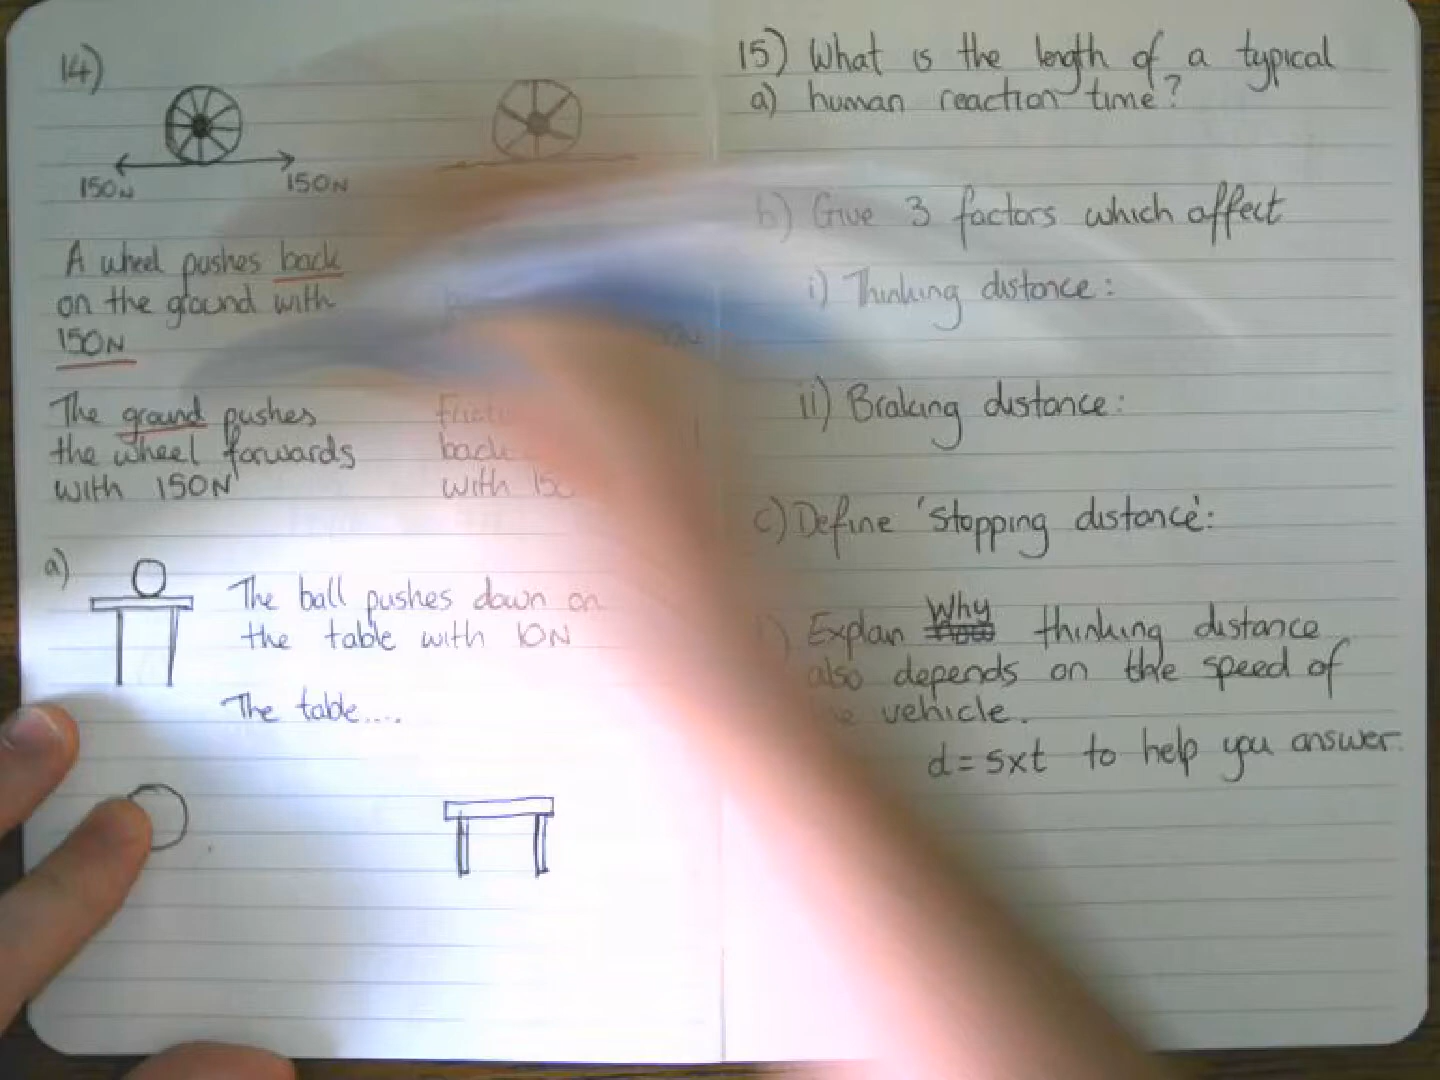 14)
150N
150N
A wheel pushes back
on the ground with
150N
The ground pushes
the wheel forwards
with 150N
back
with 15
a)
The ball pushes down on
the table with 10N
The table....
15) What is the length of a typical
a) human reaction time?
b) Give 3 factors which affect
i) Thinking distance:
ii) Braking distance:
c) Define 'stopping distance':
Explain Why thinking distance
also depends on the speed of
vehicle.
d = s x t to help you answer.